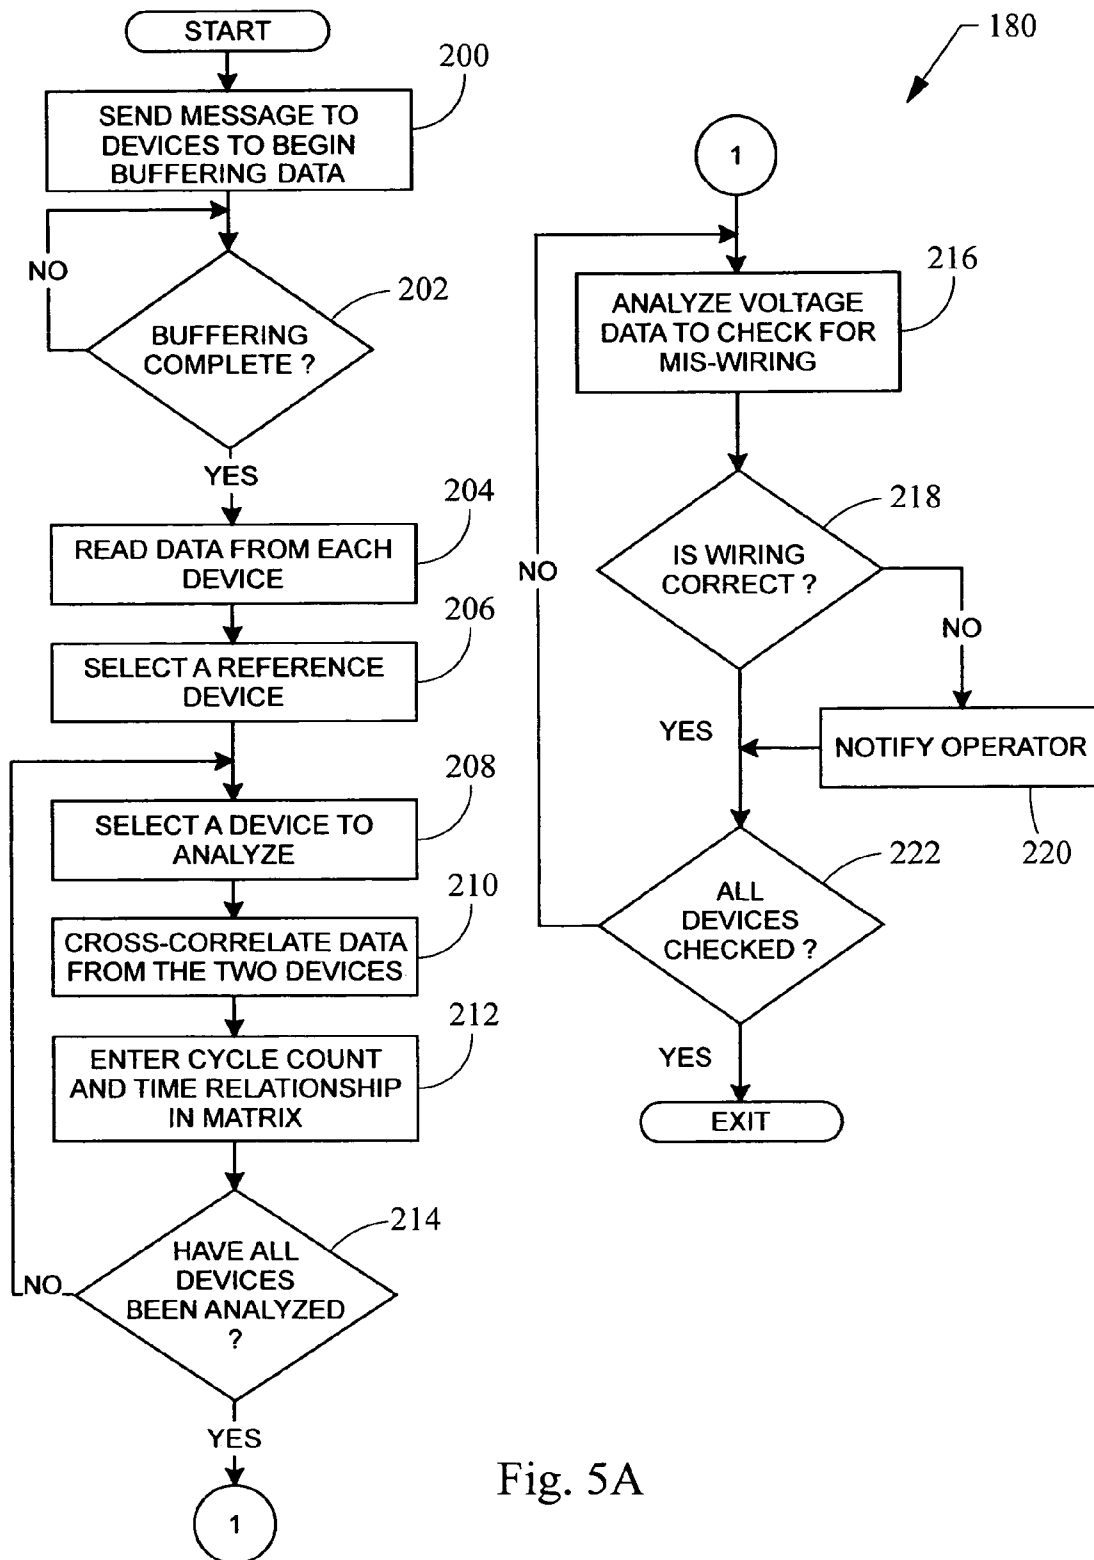 START
200
SEND MESSAGE TO
DEVICES TO BEGIN
BUFFERING DATA
NO
202
BUFFERING
COMPLETE ?
YES
204
READ DATA FROM EACH
DEVICE
206
SELECT A REFERENCE
DEVICE
208
SELECT A DEVICE TO
ANALYZE
210
CROSS-CORRELATE DATA
FROM THE TWO DEVICES
212
ENTER CYCLE COUNT
AND TIME RELATIONSHIP
IN MATRIX
214
HAVE ALL
DEVICES
BEEN ANALYZED
?
NO
YES
1
180
1
216
ANALYZE VOLTAGE
DATA TO CHECK FOR
MIS-WIRING
218
IS WIRING
CORRECT ?
NO
NO
YES
NOTIFY OPERATOR
220
222
ALL
DEVICES
CHECKED ?
YES
EXIT
Fig. 5A